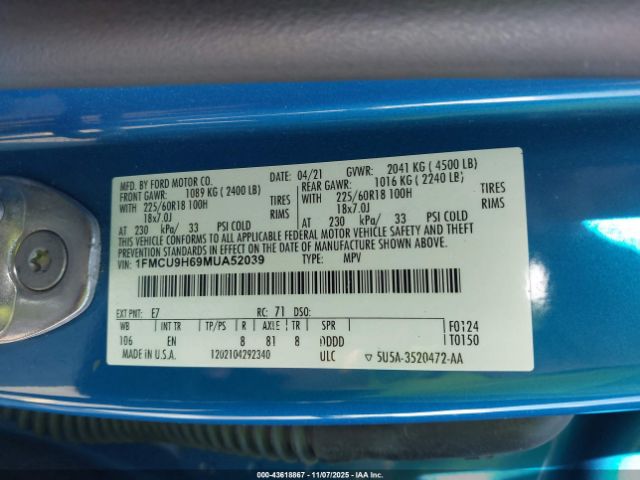 MFD. BY FORD MOTOR CO. DATE: 04/21 GVWR: 2041 KG ( 4500 LB)
FRONT GAWR: 1089 KG ( 2400 LB) REAR GAWR: 1016 KG ( 2240 LB)
WITH 225/60R18 100H TIRES WITH 225/60R18 100H TIRES
18x7.0J RIMS 18x7.0J RIMS
AT 230 kPa/ 33 PSI COLD AT 230 kPa/ 33 PSI COLD
THIS VEHICLE CONFORMS TO ALL APPLICABLE FEDERAL MOTOR VEHICLE SAFETY AND THEFT
PREVENTION STANDARDS IN EFFECT ON THE DATE OF MANUFACTURE SHOWN ABOVE.
VIN: 1FMCU9H69MUA52039 TYPE: MPV
EXT PNT: E7 RC: 71 DSO:
WB INT TR TP/PS R AXLE TR SPR F0124
106 EN 8 81 8 DDDD T0150
MADE IN U.S.A. 1202104292340 ULC 5U5A-3520472-AA
000-43618867 - 11/07/2025 - IAA Inc.